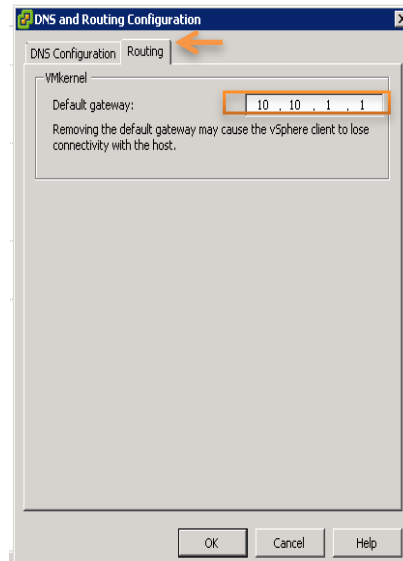 DNS and Routing Configuration
DNS Configuration Routing
VMkernel
Default gateway: 10 . 10 . 1 . 1
Removing the default gateway may cause the vSphere client to lose
connectivity with the host.
OK Cancel Help